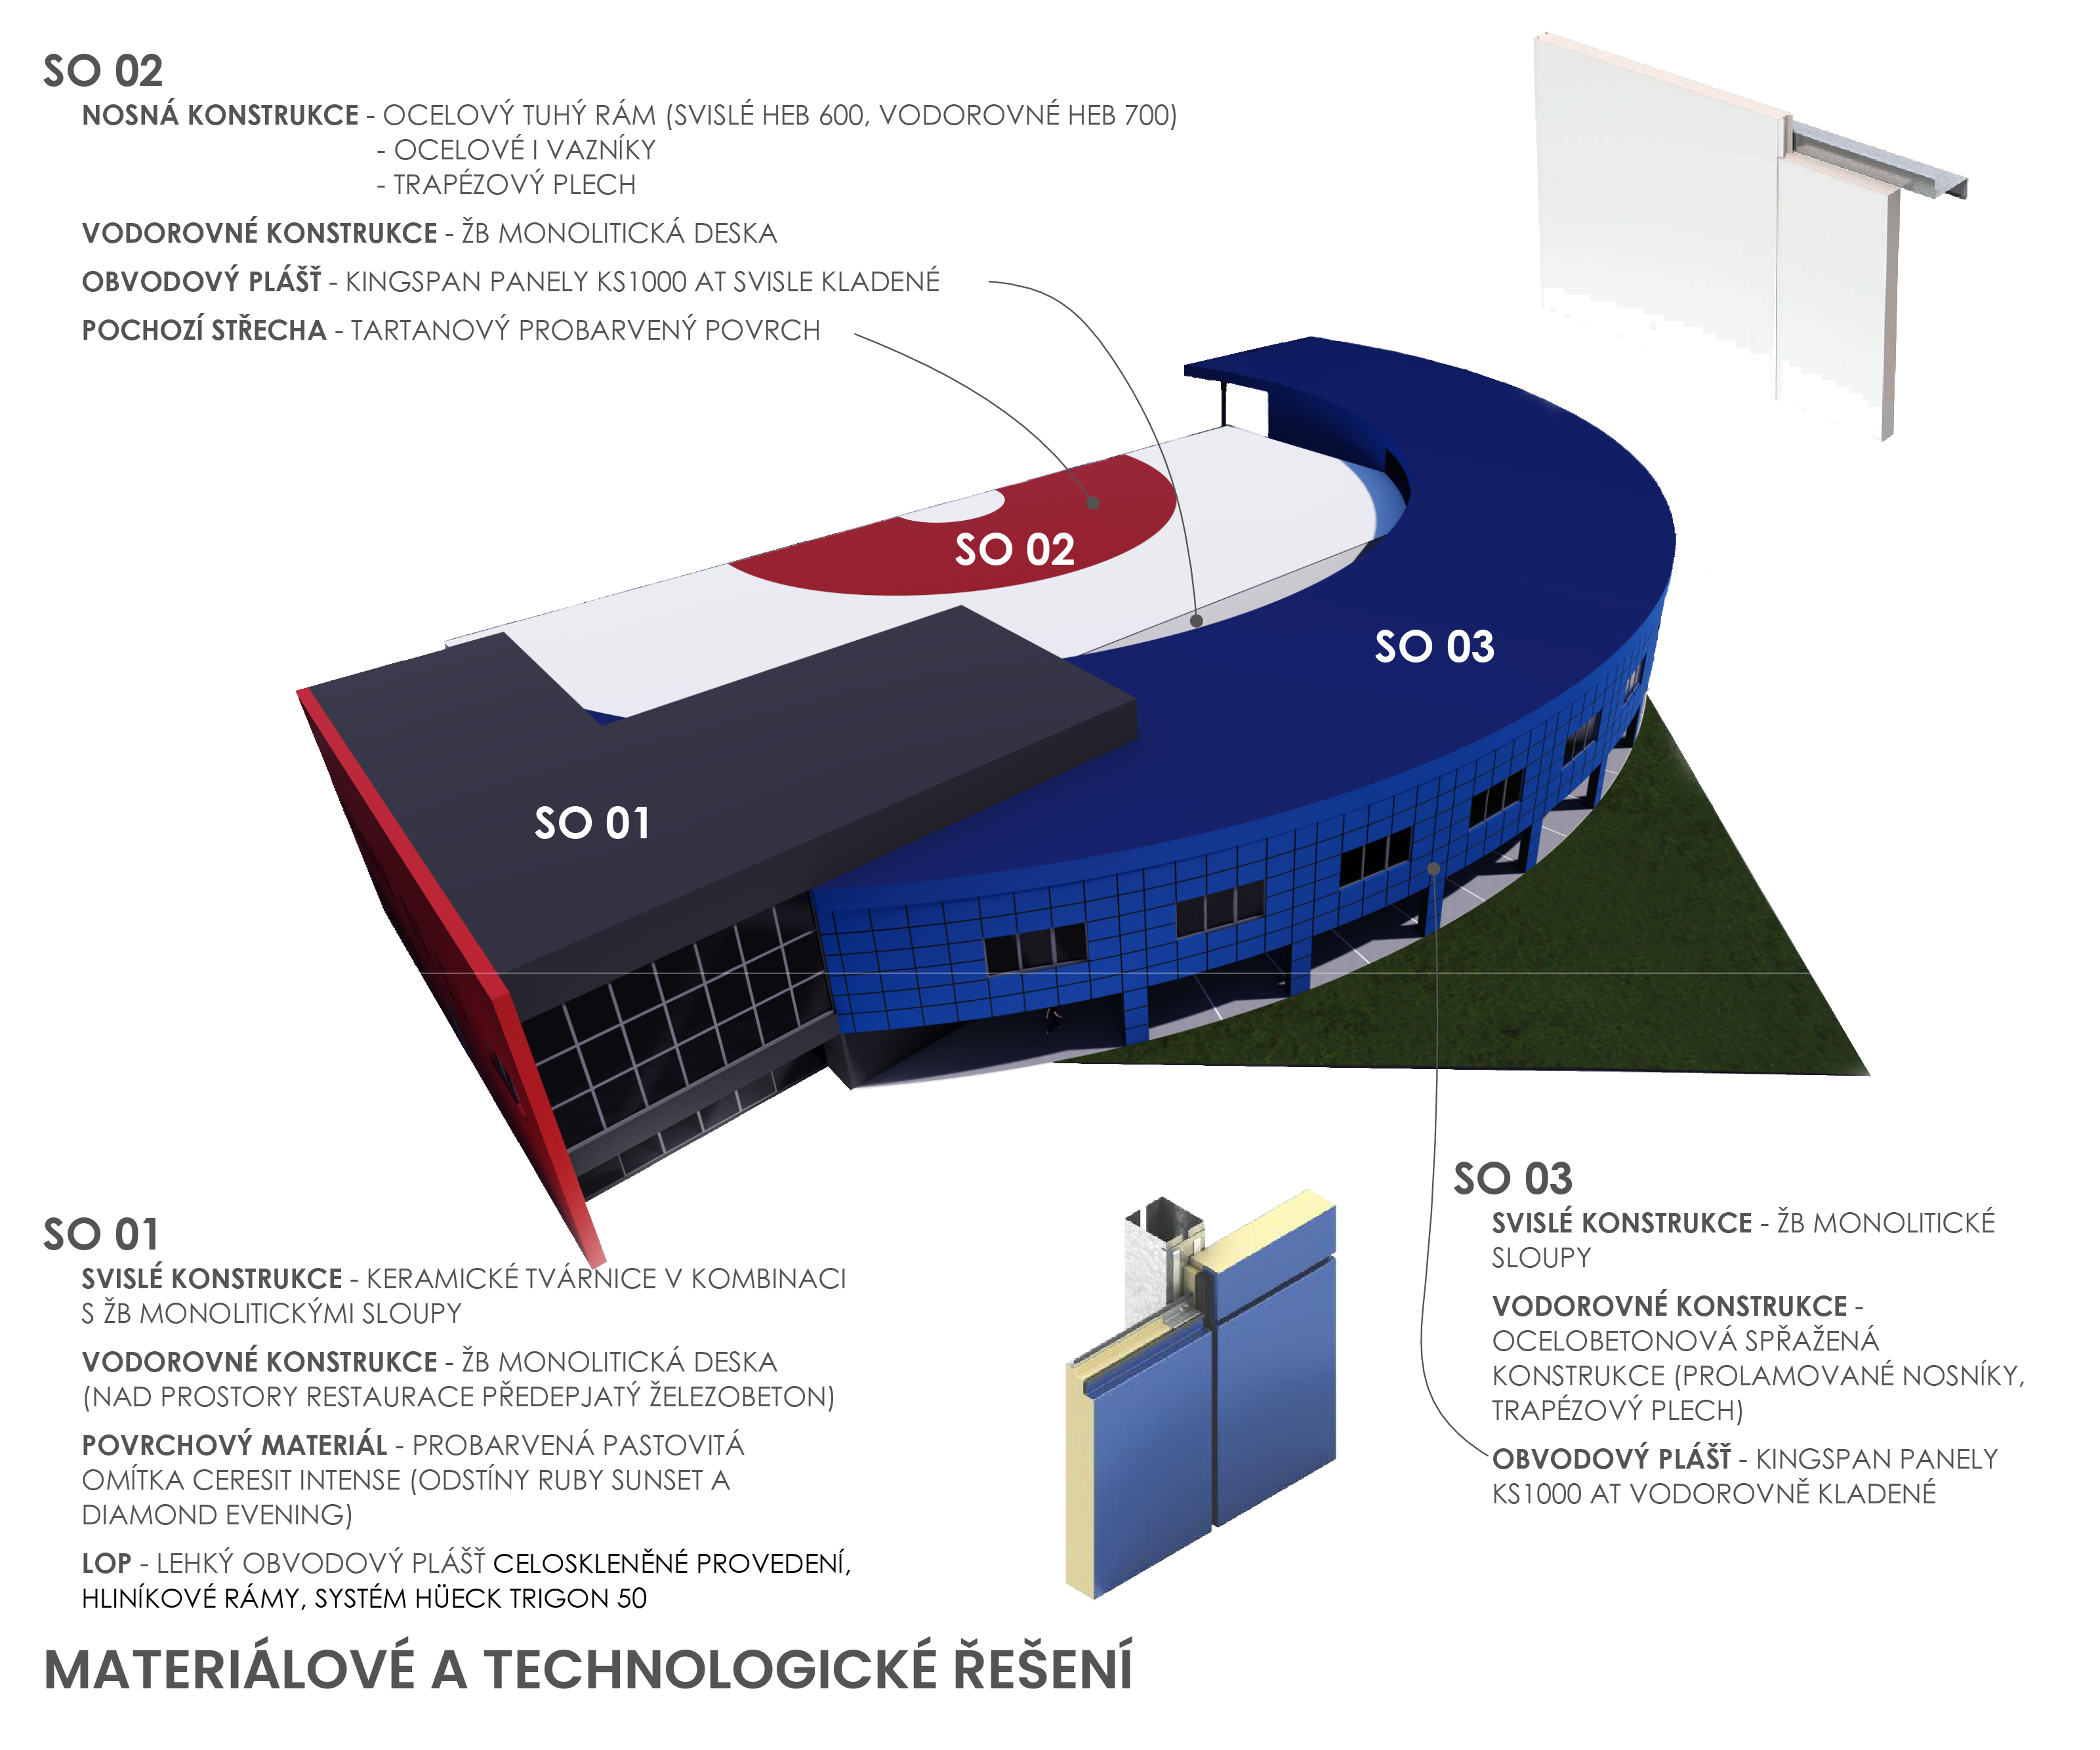 SO 02
NOSNÁ KONSTRUKCE - OCELOVÝ TUHÝ RÁM (SVISLÉ HEB 600, VODOROVNÉ HEB 700)
- OCELOVÉ I VAZNÍKY
- TRAPÉZOVÝ PLECH
VODOROVNÉ KONSTRUKCE - ŽB MONOLITICKÁ DESKA
OBVODOVÝ PLÁŠŤ - KINGSPAN PANELY KS1000 AT SVISLE KLADENÉ
POCHOZÍ STŘECHA - TARTANOVÝ PROBARVENÝ POVRCH
SO 02
SO 03
SO 01
SO 01
SVISLÉ KONSTRUKCE - KERAMICKÉ TVÁRNICE V KOMBINACI
S ŽB MONOLITICKÝMI SLOUPY
VODOROVNÉ KONSTRUKCE - ŽB MONOLITICKÁ DESKA
(NAD PROSTORY RESTAURACE PŘEDEPJATÝ ŽELEZOBETON)
POVRCHOVÝ MATERIÁL - PROBARVENÁ PASTOVITÁ
OMÍTKA CERESIT INTENSE (ODSTÍNY RUBY SUNSET A
DIAMOND EVENING)
LOP - LEHKÝ OBVODOVÝ PLÁŠŤ CELOSKLENĚNÉ PROVEDENÍ,
HLINÍKOVÉ RÁMY, SYSTÉM HÜECK TRIGON 50
SO 03
SVISLÉ KONSTRUKCE - ŽB MONOLITICKÉ
SLOUPY
VODOROVNÉ KONSTRUKCE -
OCELOBETONOVÁ SPŘAŽENÁ
KONSTRUKCE (PROLAMOVANÉ NOSNÍKY,
TRAPÉZOVÝ PLECH)
OBVODOVÝ PLÁŠŤ - KINGSPAN PANELY
KS1000 AT VODOROVNĚ KLADENÉ
MATERIÁLOVÉ A TECHNOLOGICKÉ ŘEŠENÍ